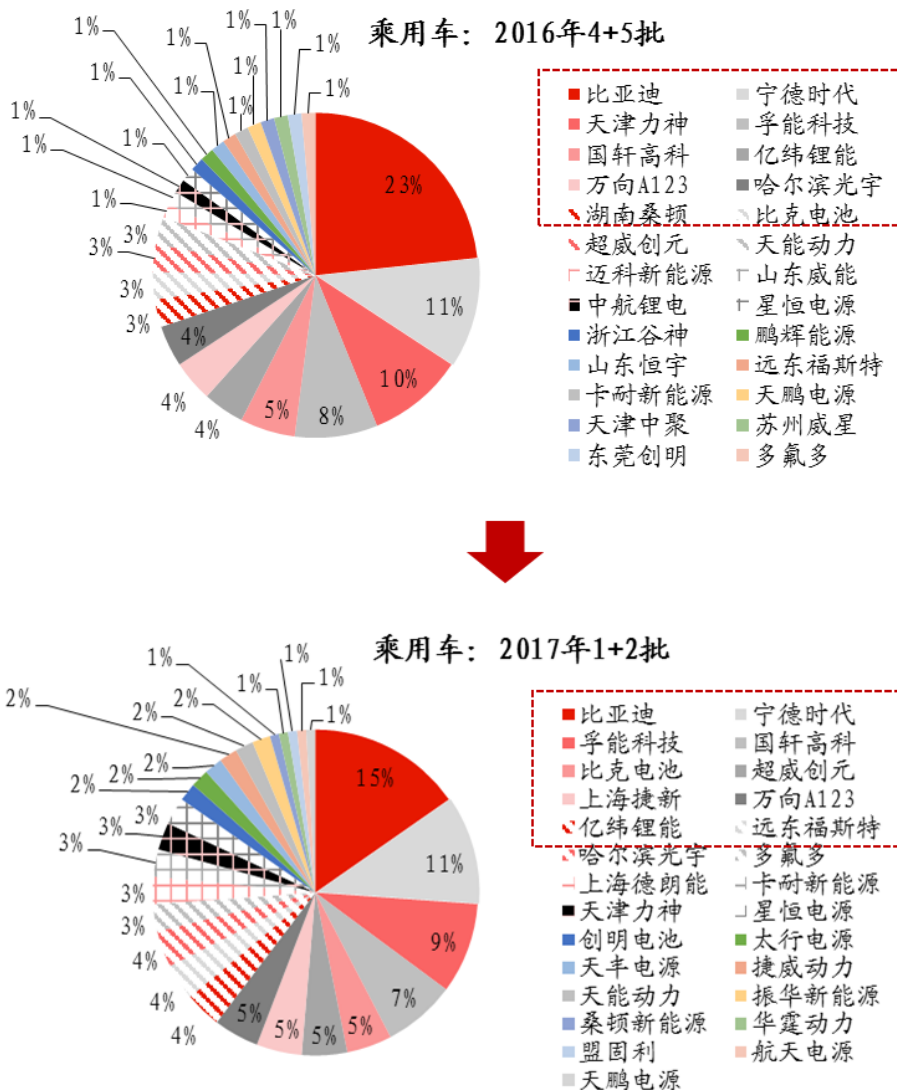 乘用车: 2016年4+5批
1% 1% 1% 1% 1% 1% 1% 1% 1% 1% 1% 1% 1% 1%
23%
11%
10%
8%
5%
4%
4%
4%
3%
3%
3%
3%
比亚迪 宁德时代
天津力神 孚能科技
国轩高科 亿纬锂能
万向A123 哈尔滨光宇
湖南桑顿 比克电池
超威创元 天能动力
迈科新能源 山东威能
中航锂电 星恒电源
浙江谷神 鹏辉能源
山东恒宇 远东福斯特
卡耐新能源 天鹏电源
天津中聚 苏州威星
东莞创明 多氟多
乘用车: 2017年1+2批
15%
11%
9%
7%
5%
5%
5%
5%
4%
4%
4%
3%
3%
3%
3%
3%
2%
2%
2%
2%
2%
2%
1%
1%
1%
1%
1%
比亚迪 宁德时代
孚能科技 国轩高科
比克电池 超威创元
上海捷新 万向A123
亿纬锂能 远东福斯特
哈尔滨光宇 多氟多
上海德朗能 卡耐新能源
天津力神 星恒电源
创明电池 太行电源
天丰电源 捷威动力
天能动力 振华新能源
桑顿新能源 华霆动力
盟固利 航天电源
天鹏电源